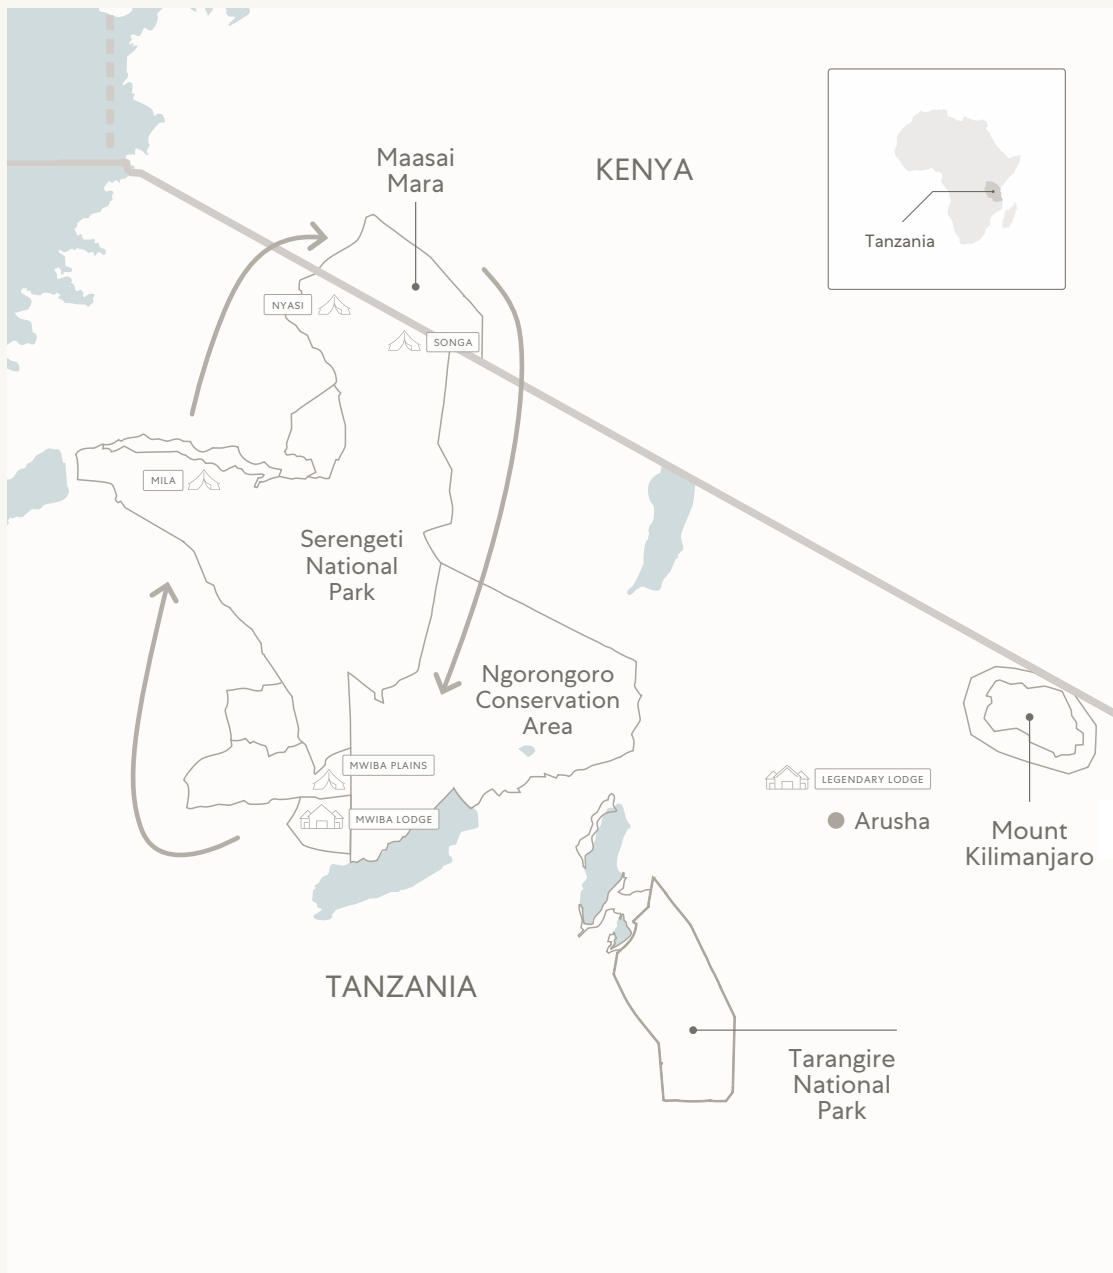 Maasai
Mara
KENYA
Tanzania
NYASI
SONGA
MILA
Serengeti
National
Park
Ngorongoro
Conservation
Area
MWIBA PLAINS
MWIBA LODGE
LEGENDARY LODGE
Arusha
Mount
Kilimanjaro
TANZANIA
Tarangire
National
Park